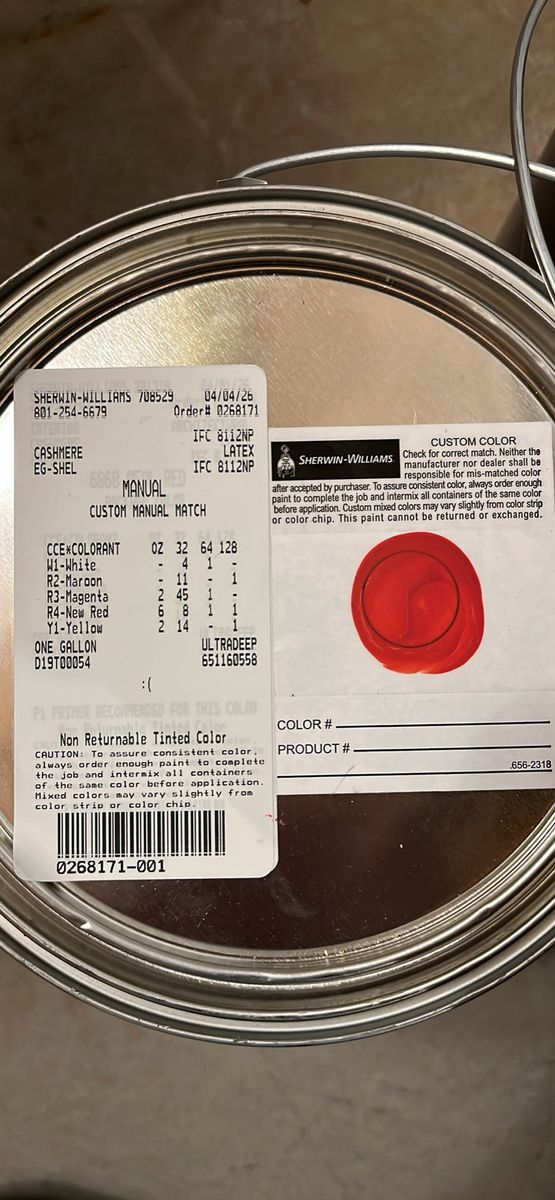 SHERWIN-WILLIAMS 708529 04/04/26
801-254-6679 Order# 0268171
IFC 8112NP
CASHMERE LATEX
EG-SHEL IFC 8112NP
MANUAL
CUSTOM MANUAL MATCH
CCE*COLORANT OZ 32 64 128
W1-White - 4 1 -
R2-Maroon - 11 - 1
R3-Magenta 2 45 1 -
R4-New Red 6 8 1 1
Y1-Yellow 2 14 - 1
ONE GALLON ULTRADEEP
D19T00054 651160558
:(
P1 PRIMER RECOMMENDED FOR THIS COLOR
Non Returnable Tinted Color
CAUTION: To assure consistent color,
always order enough paint to complete
the job and intermix all containers
of the same color before application.
Mixed colors may vary slightly from
color strip or color chip.
0268171-001
SHERWIN-WILLIAMS.
CUSTOM COLOR
Check for correct match. Neither the
manufacturer nor dealer shall be
responsible for mis-matched color
after accepted by purchaser. To assure consistent color, always order enough
paint to complete the job and intermix all containers of the same color
before application. Custom mixed colors may vary slightly from color strip
or color chip. This paint cannot be returned or exchanged.
COLOR #
PRODUCT #
.656-2318